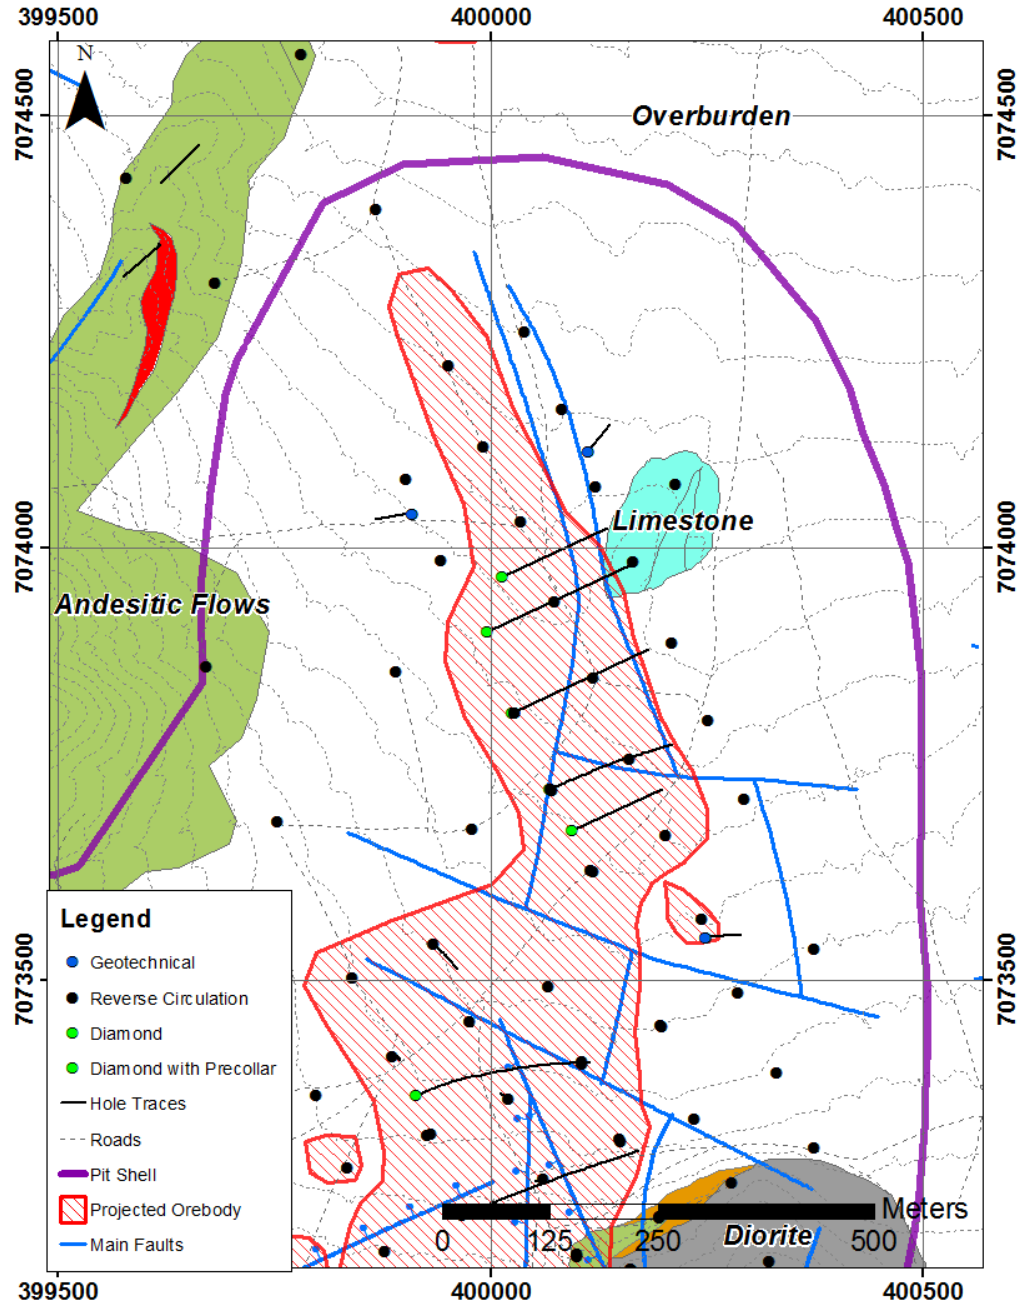 399500 400000 400500
N
7074500 7074500
Overburden
Limestone
7074000 7074000
Andesitic Flows
Legend
Geotechnical
Reverse Circulation
Diamond
Diamond with Precollar
Hole Traces
Roads
Pit Shell
Projected Orebody
Main Faults
7073500 7073500
Meters
0 125 250 500
Diorite
399500 400000 400500